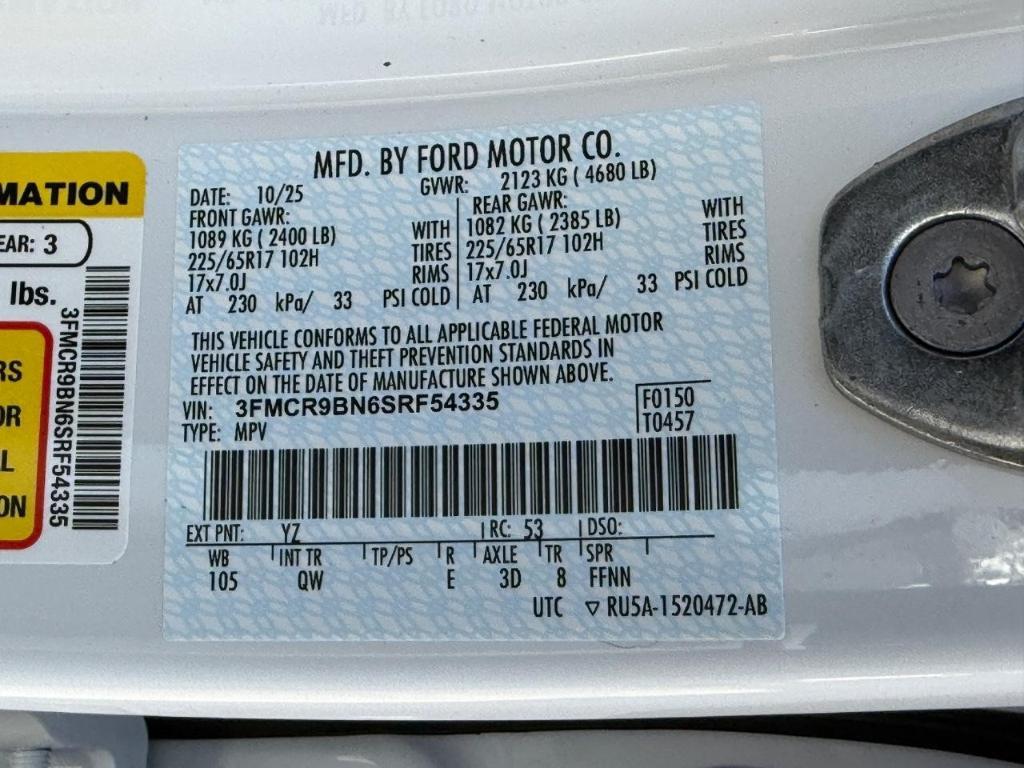 MATION
EAR: 3
lbs.
3FMCR9BN6SRF54335
RS
OR
L
ON
MFD. BY FORD MOTOR CO.
DATE: 10/25 GVWR: 2123 KG ( 4680 LB)
FRONT GAWR: REAR GAWR:
1089 KG ( 2400 LB) WITH 1082 KG ( 2385 LB) WITH
225/65R17 102H TIRES 225/65R17 102H TIRES
17x7.0J RIMS 17x7.0J RIMS
AT 230 kPa/ 33 PSI COLD AT 230 kPa/ 33 PSI COLD
THIS VEHICLE CONFORMS TO ALL APPLICABLE FEDERAL MOTOR
VEHICLE SAFETY AND THEFT PREVENTION STANDARDS IN
EFFECT ON THE DATE OF MANUFACTURE SHOWN ABOVE.
VIN: 3FMCR9BN6SRF54335 F0150
TYPE: MPV T0457
EXT PNT: YZ RC: 53 DSO:
WB INT TR TP/PS R AXLE TR SPR
105 QW E 3D 8 FFNN
UTC ▽ RU5A-1520472-AB